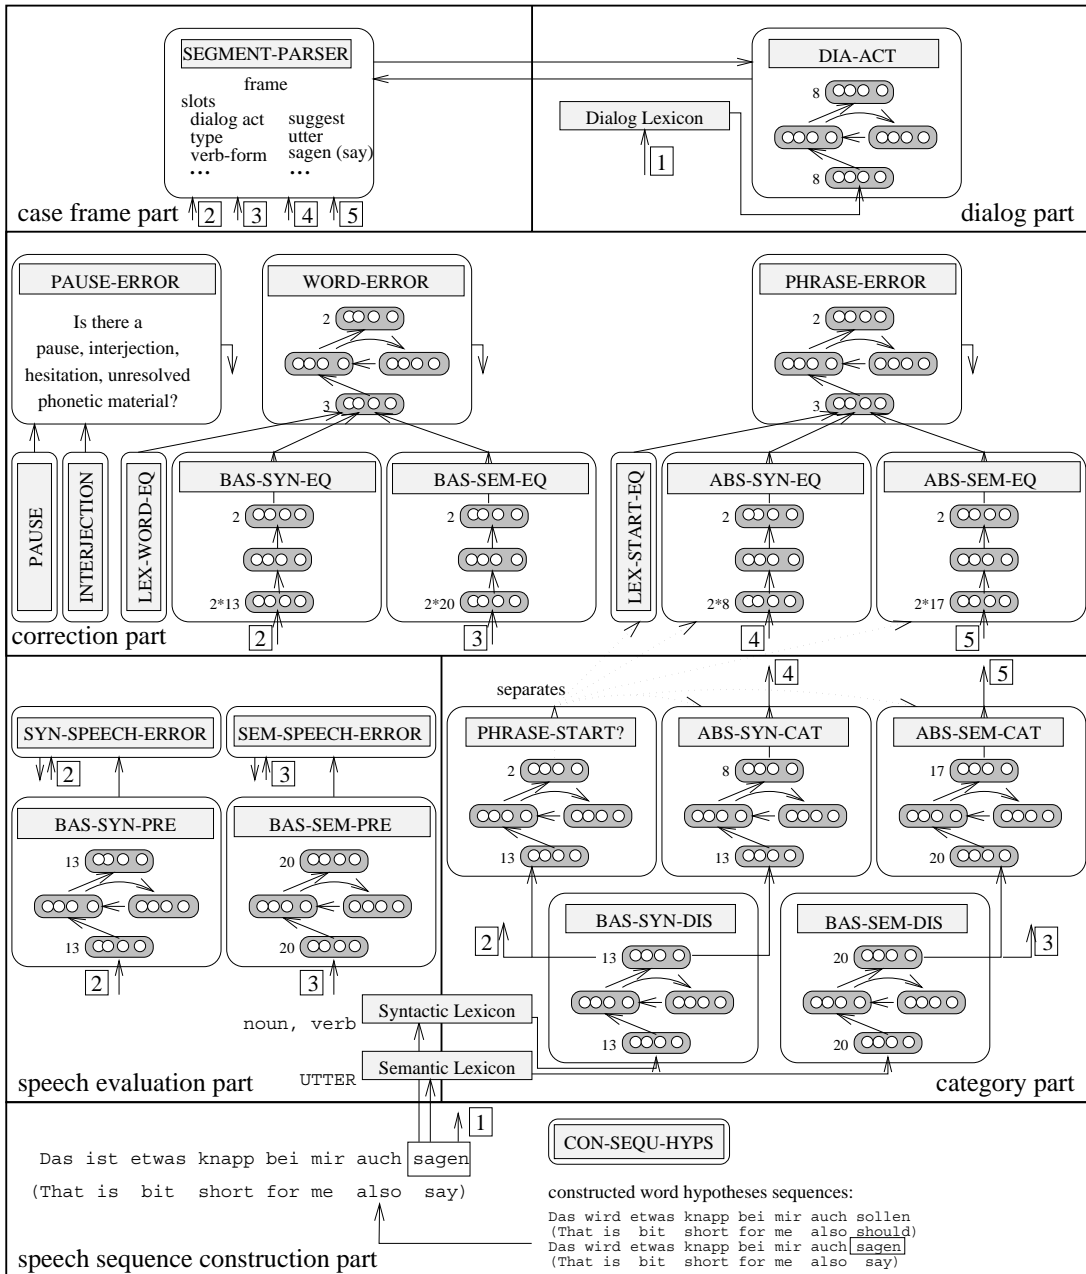 SEGMENT-PARSER
frame
slots
dialog act suggest
type utter
verb-form sagen (say)
... ...
2 3 4 5
case frame part
DIA-ACT
8
Dialog Lexicon
1
8
dialog part
PAUSE-ERROR
Is there a
pause, interjection,
hesitation, unresolved
phonetic material?
WORD-ERROR
2
3
PHRASE-ERROR
2
3
PAUSE
INTERJECTION
LEX-WORD-EQ
BAS-SYN-EQ
2
2*13
2
BAS-SEM-EQ
2
2*20
3
LEX-START-EQ
ABS-SYN-EQ
2
2*8
4
ABS-SEM-EQ
2
2*17
5
correction part
SYN-SPEECH-ERROR
2
SEM-SPEECH-ERROR
3
BAS-SYN-PRE
13
13
2
BAS-SEM-PRE
20
20
3
speech evaluation part
separates
4
5
PHRASE-START?
2
13
ABS-SYN-CAT
8
13
ABS-SEM-CAT
17
20
2
BAS-SYN-DIS
13
13
BAS-SEM-DIS
20
20
3
noun, verb
Syntactic Lexicon
UTTER
Semantic Lexicon
category part
1
Das ist etwas knapp bei mir auch sagen
(That is bit short for me also say)
speech sequence construction part
CON-SEQU-HYPS
constructed word hypotheses sequences:
Das wird etwas knapp bei mir auch sollen
(That is bit short for me also should)
Das wird etwas knapp bei mir auch sagen
(That is bit short for me also say)